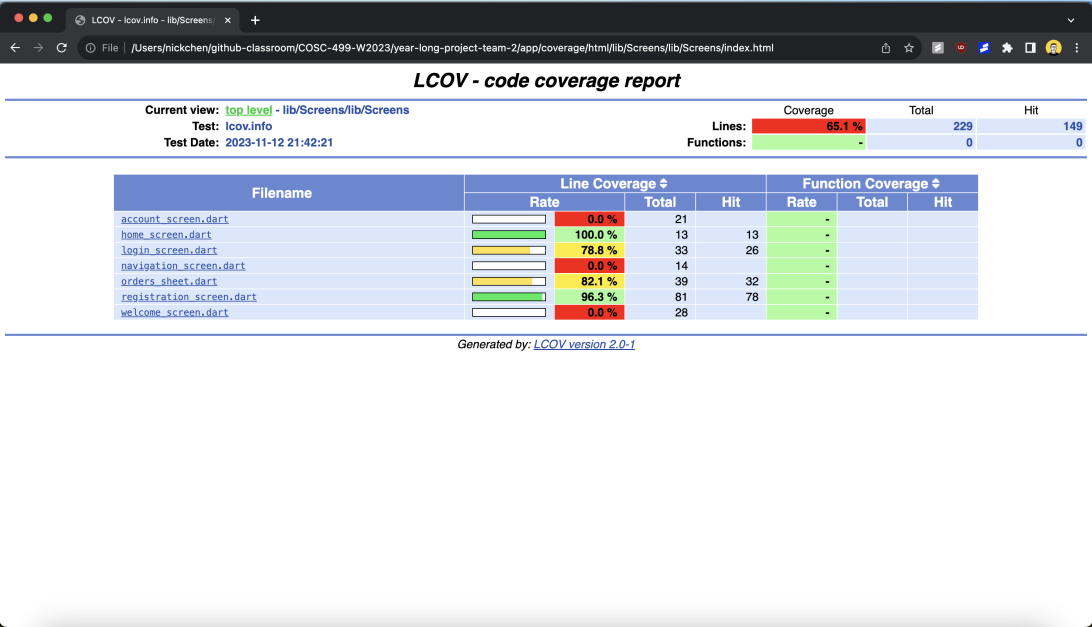 LCOV - lcov.info - lib/Screens/
File /Users/nickchen/github-classroom/COSC-499-W2023/year-long-project-team-2/app/coverage/html/lib/Screens/lib/Screens/index.html
LCOV - code coverage report
Current view: top level - lib/Screens/lib/Screens
Coverage Total Hit
Test: lcov.info
Lines: 65.1 % 229 149
Test Date: 2023-11-12 21:42:21
Functions: - 0 0
Filename
Line Coverage
Function Coverage
Rate Total Hit Rate Total Hit
account_screen.dart 0.0 % 21 -
home_screen.dart 100.0 % 13 13 -
login_screen.dart 78.8 % 33 26 -
navigation_screen.dart 0.0 % 14 -
orders_sheet.dart 82.1 % 39 32 -
registration_screen.dart 96.3 % 81 78 -
welcome_screen.dart 0.0 % 28 -
Generated by: LCOV version 2.0-1